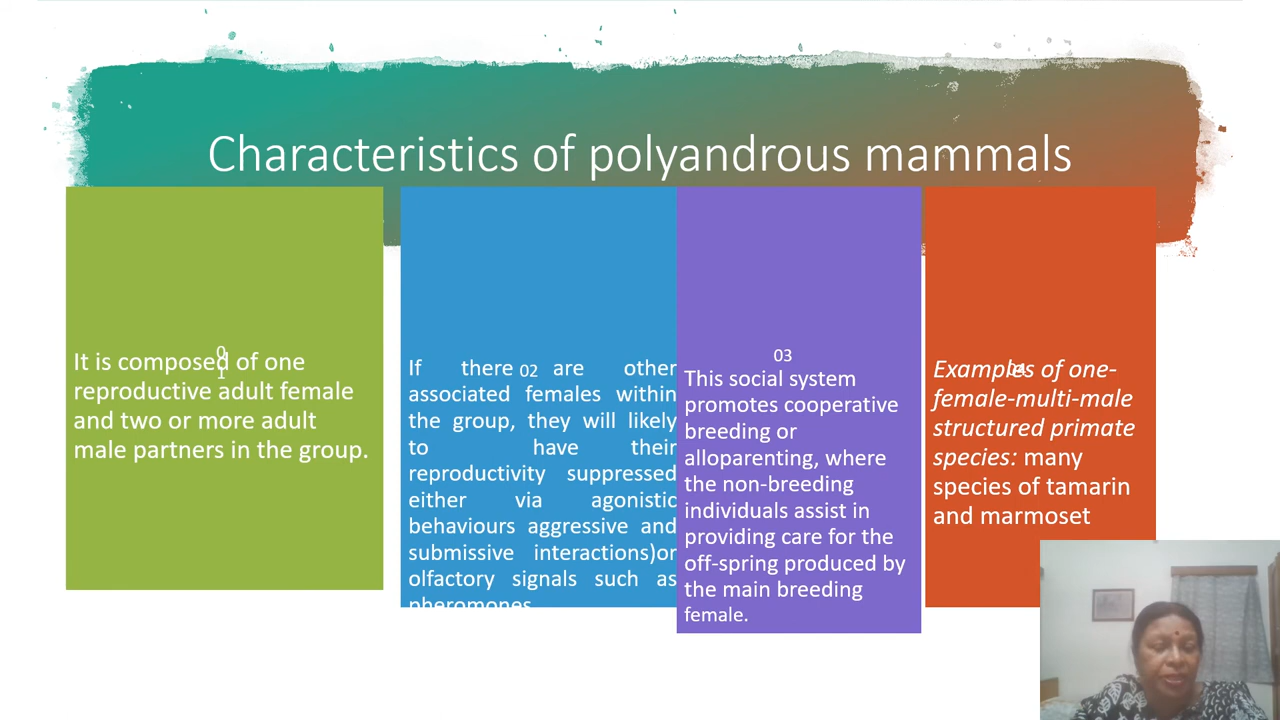 Characteristics of polyandrous mammals
01
It is composed of one
reproductive adult female
and two or more adult
male partners in the group.
02
If there are other
associated females within
the group, they will likely
to have their
reproductivity suppressed
either via agonistic
behaviours aggressive and
submissive interactions)or
olfactory signals such as
pheromones
03
This social system
promotes cooperative
breeding or
alloparenting, where
the non-breeding
individuals assist in
providing care for the
off-spring produced by
the main breeding
female.
04
Examples of one-
female-multi-male
structured primate
species: many
species of tamarin
and marmoset